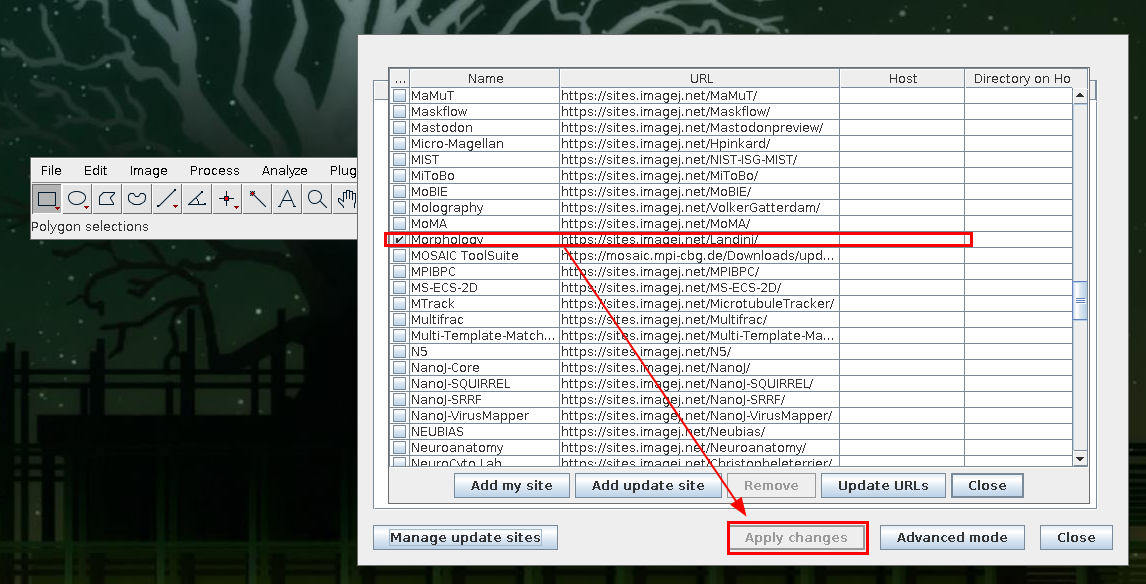 File Edit Image Process Analyze Plug
Polygon selections
... Name URL Host Directory on Ho
MaMuT https://sites.imagej.net/MaMuT/
Maskflow https://sites.imagej.net/Maskflow/
Mastodon https://sites.imagej.net/Mastodonpreview/
Micro-Magellan https://sites.imagej.net/Hpinkard/
MIST https://sites.imagej.net/NIST-ISG-MIST/
MiToBo https://sites.imagej.net/MiToBo/
MoBIE https://sites.imagej.net/MoBIE/
Molography https://sites.imagej.net/VolkerGatterdam/
MoMA https://sites.imagej.net/MoMA/
Morphology https://sites.imagej.net/Landini/
MOSAIC ToolSuite https://mosaic.mpi-cbg.de/Downloads/upd...
MPIBPC https://sites.imagej.net/MPIBPC/
MS-ECS-2D https://sites.imagej.net/MS-ECS-2D/
MTrack https://sites.imagej.net/MicrotubuleTracker/
Multifrac https://sites.imagej.net/Multifrac/
Multi-Template-Match... https://sites.imagej.net/Multi-Template-Ma...
N5 https://sites.imagej.net/N5/
NanoJ-Core https://sites.imagej.net/NanoJ/
NanoJ-SQUIRREL https://sites.imagej.net/NanoJ-SQUIRREL/
NanoJ-SRRF https://sites.imagej.net/NanoJ-SRRF/
NanoJ-VirusMapper https://sites.imagej.net/NanoJ-VirusMapper/
NEUBIAS https://sites.imagej.net/Neubias/
Neuroanatomy https://sites.imagej.net/Neuroanatomy/
NeuroCyto Lab https://sites.imagej.net/Christopheleterrier/
Add my site Add update site Remove Update URLs Close
Manage update sites Apply changes Advanced mode Close